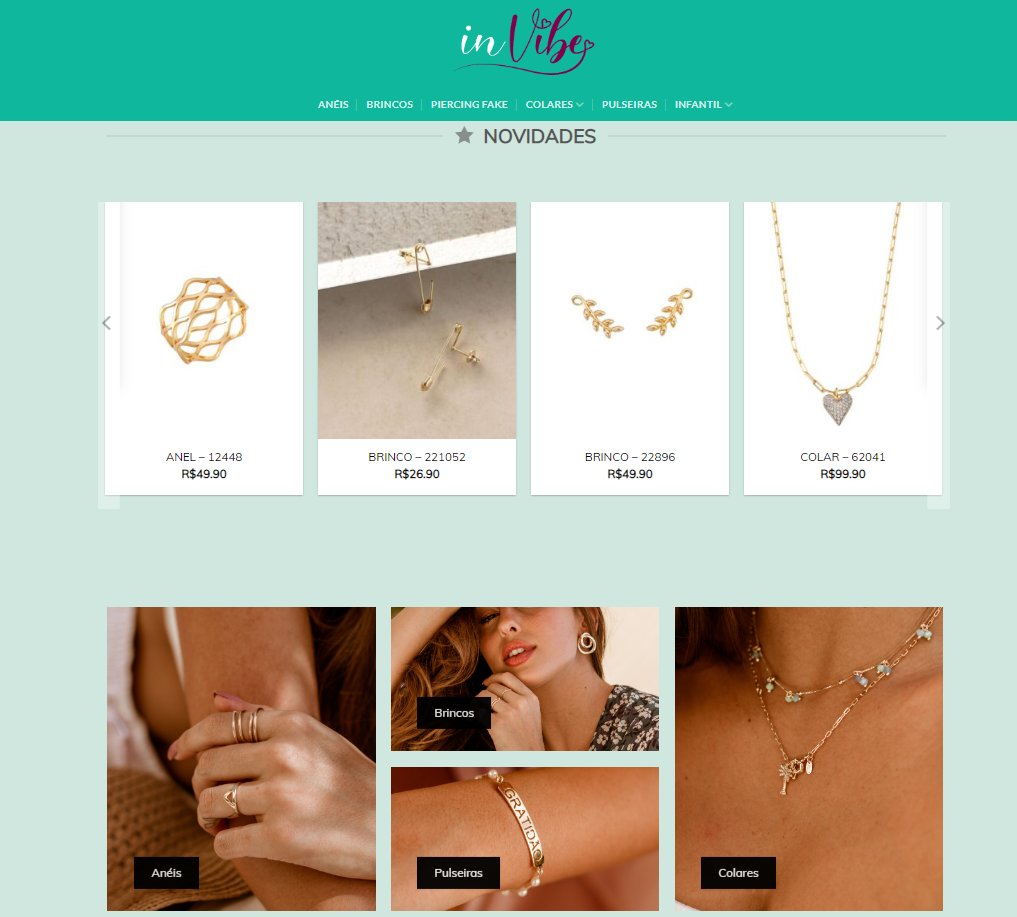 inVibe
ANÉIS BRINCOS PIERCING FAKE COLARES PULSEIRAS INFANTIL
NOVIDADES
ANEL – 12448
R$49.90
BRINCO – 221052
R$26.90
BRINCO – 22896
R$49.90
COLAR – 62041
R$99.90
Brincos
GRATIDÃO
Anéis
Pulseiras
Colares